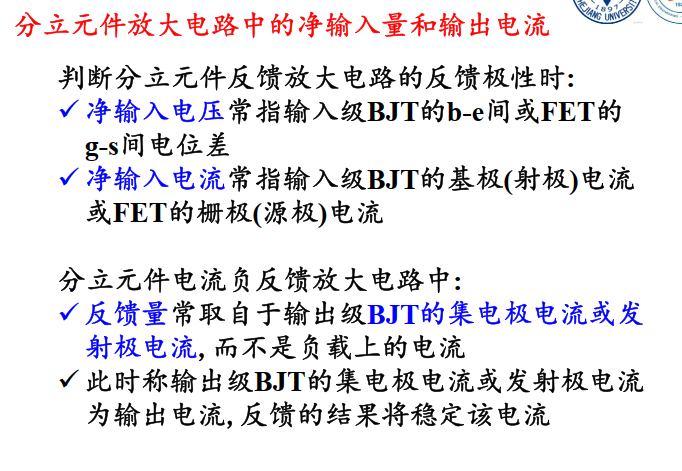 分立元件放大电路中的净输入量和输出电流
判断分立元件反馈放大电路的反馈极性时:
✓ 净输入电压常指输入级BJT的b-e间或FET的
g-s间电位差
✓ 净输入电流常指输入级BJT的基极(射极)电流
或FET的栅极(源极)电流
分立元件电流负反馈放大电路中:
✓ 反馈量常取自于输出级BJT的集电极电流或发
射极电流, 而不是负载上的电流
✓ 此时称输出级BJT的集电极电流或发射极电流
为输出电流, 反馈的结果将稳定该电流
1897